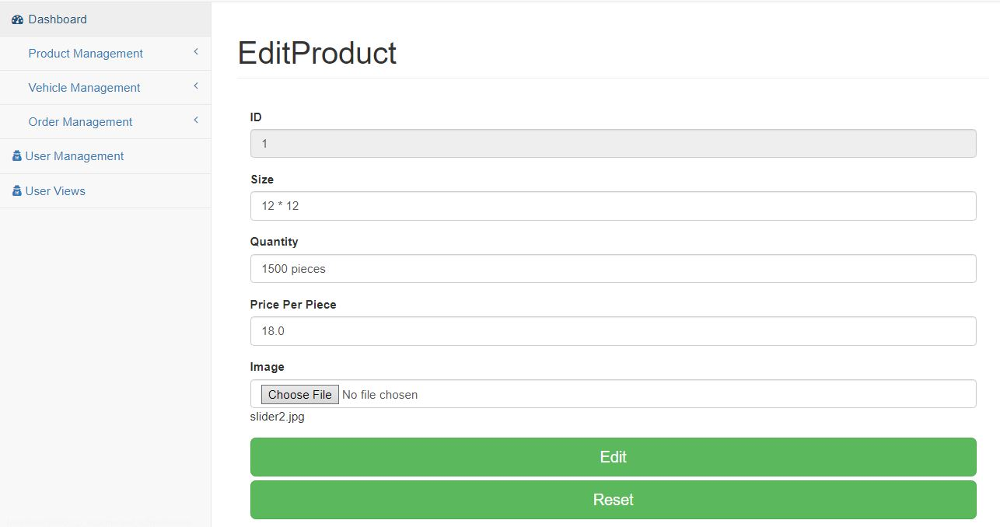 Dashboard
Product Management
Vehicle Management
Order Management
User Management
User Views
EditProduct
ID
1
Size
12 * 12
Quantity
1500 pieces
Price Per Piece
18.0
Image
Choose File No file chosen
slider2.jpg
Edit
Reset